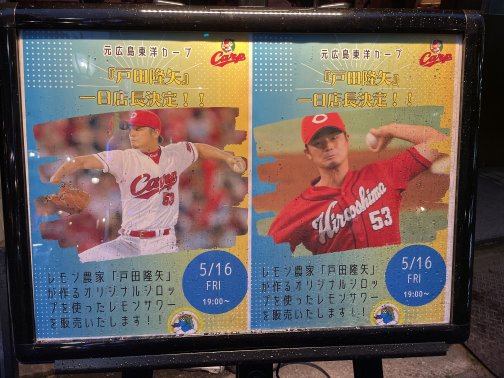 元広島東洋カープ
Carp
『戸田隆矢』
一日店長決定！！
Carp
53
5/16
FRI
19:00~
レモン農家「戸田隆矢」
が作るオリジナルシロッ
プを使ったレモンサワー
を販売いたします！！
元広島東洋カープ
Carp
『戸田隆矢』
一日店長決定！！
Hiroshima
53
5/16
FRI
19:00~
レモン農家「戸田隆矢」
が作るオリジナルシロッ
プを使ったレモンサワー
を販売いたします！！